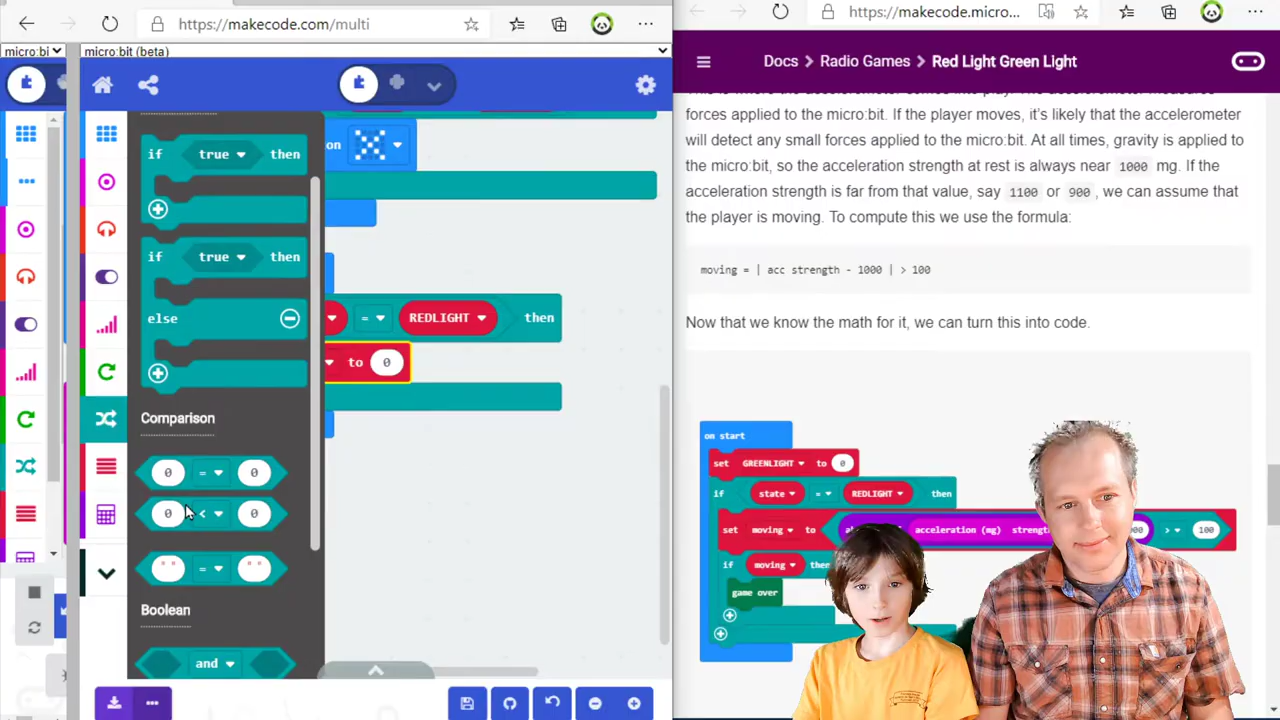 https://makecode.com/multi
micro:bi
micro:bit (beta)
if true then
if true then
else
Comparison
0 = 0
0 < 0
" " = " "
Boolean
and
on
= REDLIGHT then
to 0
https://makecode.micro...
Docs > Radio Games > Red Light Green Light
forces applied to the micro:bit. If the player moves, it's likely that the accelerometer
will detect any small forces applied to the micro:bit. At all times, gravity is applied to
the micro:bit, so the acceleration strength at rest is always near 1000 mg. If the
acceleration strength is far from that value, say 1100 or 900, we can assume that
the player is moving. To compute this we use the formula:
moving = | acc strength - 1000 | > 100
Now that we know the math for it, we can turn this into code.
on start
set GREENLIGHT to 0
if state = REDLIGHT then
set moving to acceleration (mg) > 100
if moving then
game over